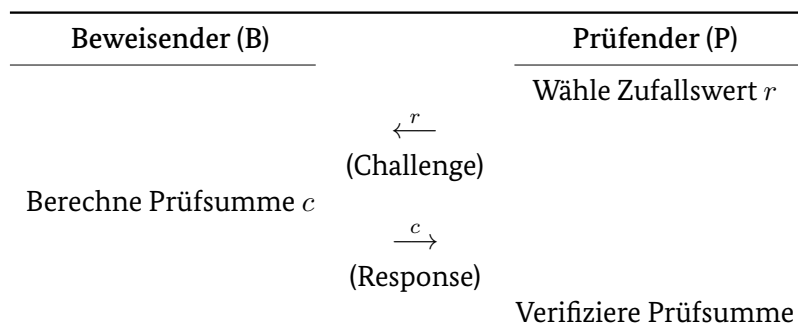 Beweisender (B) Prüfender (P)
Wähle Zufallswert r
r
←
(Challenge)
Berechne Prüfsumme c
c
→
(Response)
Verifiziere Prüfsumme